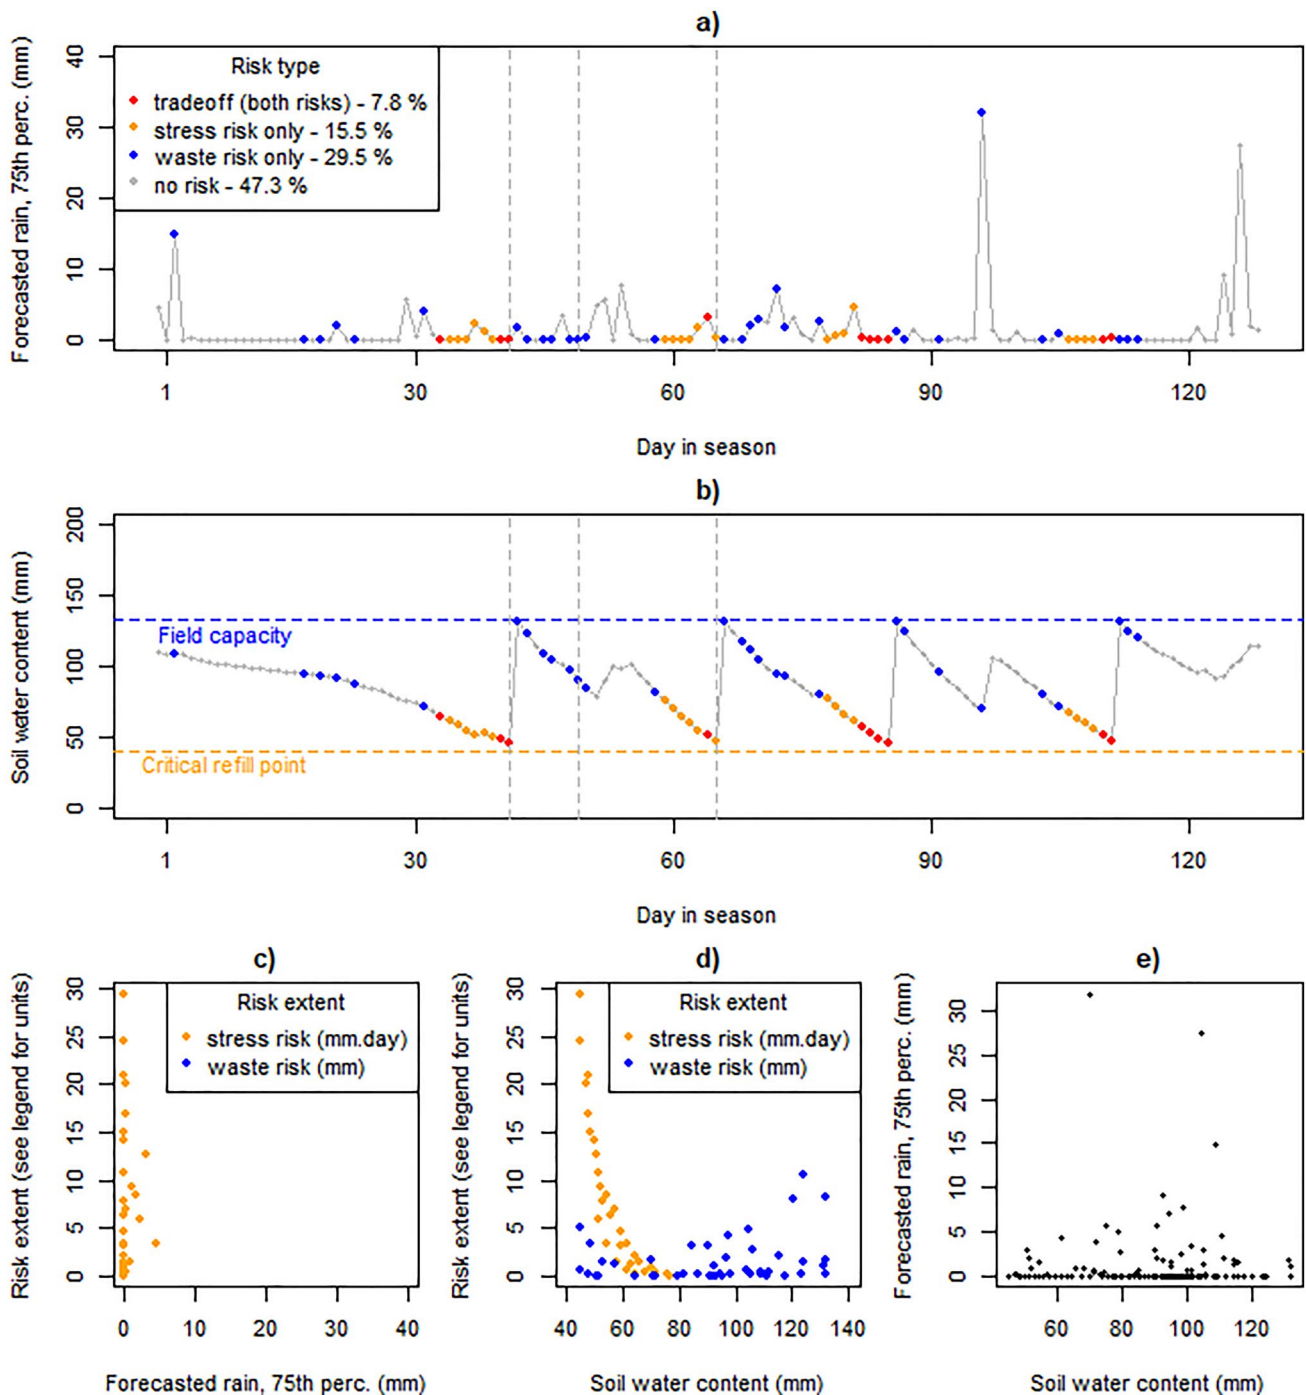 a)
Forecasted rain, 75th perc. (mm)
40
30
20
10
0
Risk type
tradeoff (both risks) - 7.8 %
stress risk only - 15.5 %
waste risk only - 29.5 %
no risk - 47.3 %
1 30 60 90 120
Day in season
b)
Soil water content (mm)
200
150
100
50
0
Field capacity
Critical refill point
1 30 60 90 120
Day in season
c)
Risk extent (see legend for units)
30
25
20
15
10
5
0
Risk extent
stress risk (mm.day)
waste risk (mm)
0 10 20 30 40
Forecasted rain, 75th perc. (mm)
d)
Risk extent (see legend for units)
30
25
20
15
10
5
0
Risk extent
stress risk (mm.day)
waste risk (mm)
40 60 80 100 120 140
Soil water content (mm)
e)
Forecasted rain, 75th perc. (mm)
30
25
20
15
10
5
0
60 80 100 120
Soil water content (mm)